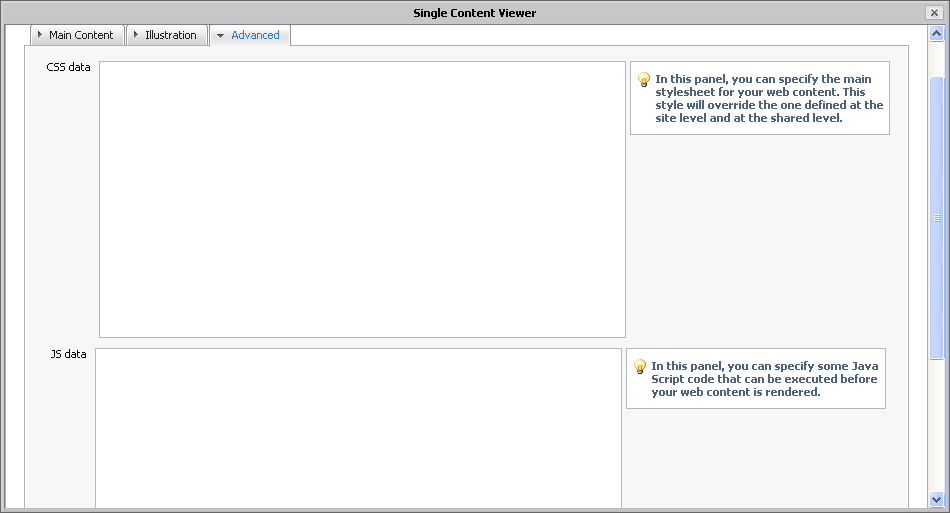 Single Content Viewer
Main Content
Illustration
Advanced
CSS data
In this panel, you can specify the main
stylesheet for your web content. This
style will override the one defined at the
site level and at the shared level.
JS data
In this panel, you can specify some Java
Script code that can be executed before
your web content is rendered.